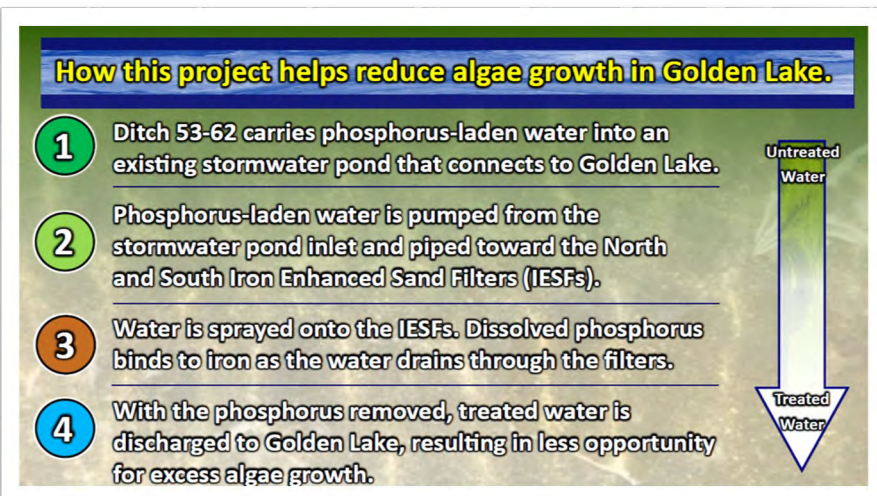 How this project helps reduce algae growth in Golden Lake.
1
Ditch 53-62 carries phosphorus-laden water into an
existing stormwater pond that connects to Golden Lake.
2
Phosphorus-laden water is pumped from the
stormwater pond inlet and piped toward the North
and South Iron Enhanced Sand Filters (IESFs).
3
Water is sprayed onto the IESFs. Dissolved phosphorus
binds to iron as the water drains through the filters.
4
With the phosphorus removed, treated water is
discharged to Golden Lake, resulting in less opportunity
for excess algae growth.
Untreated
Water
Treated
Water